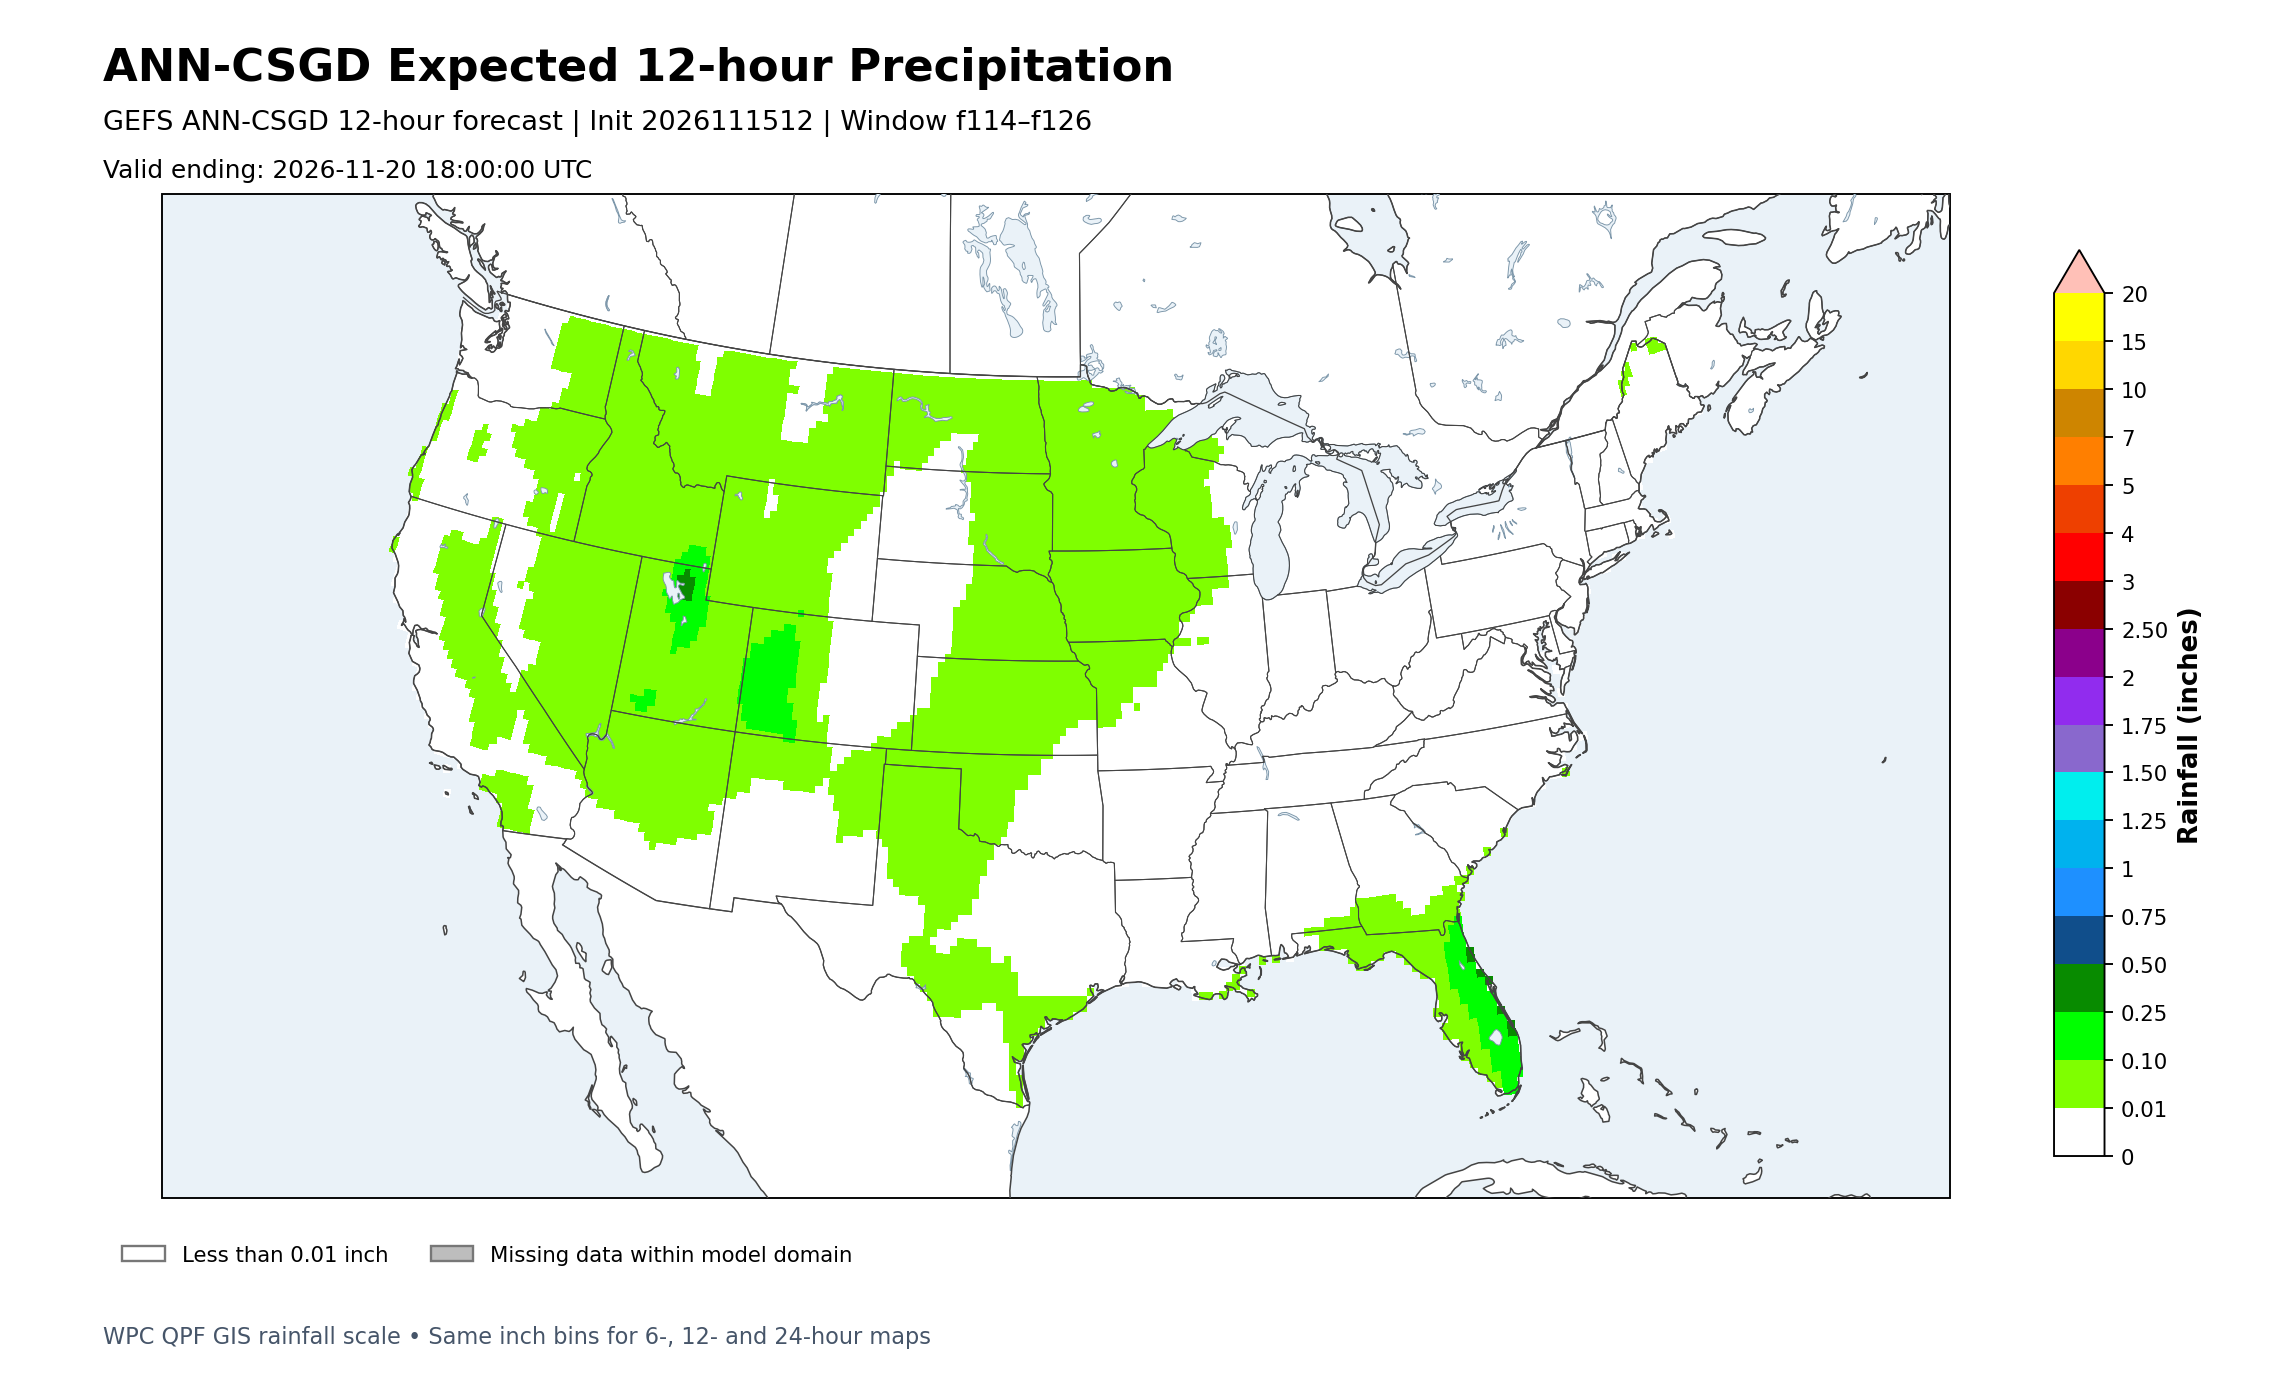 ANN-CSGD Expected 12-hour Precipitation
GEFS ANN-CSGD 12-hour forecast | Init 2026111512 | Window f114–f126
Valid ending: 2026-11-20 18:00:00 UTC
20
15
10
7
5
4
3
2.50
2
1.75
1.50
1.25
1
0.75
0.50
0.25
0.10
0.01
0
Rainfall (inches)
Less than 0.01 inch
Missing data within model domain
WPC QPF GIS rainfall scale • Same inch bins for 6-, 12- and 24-hour maps